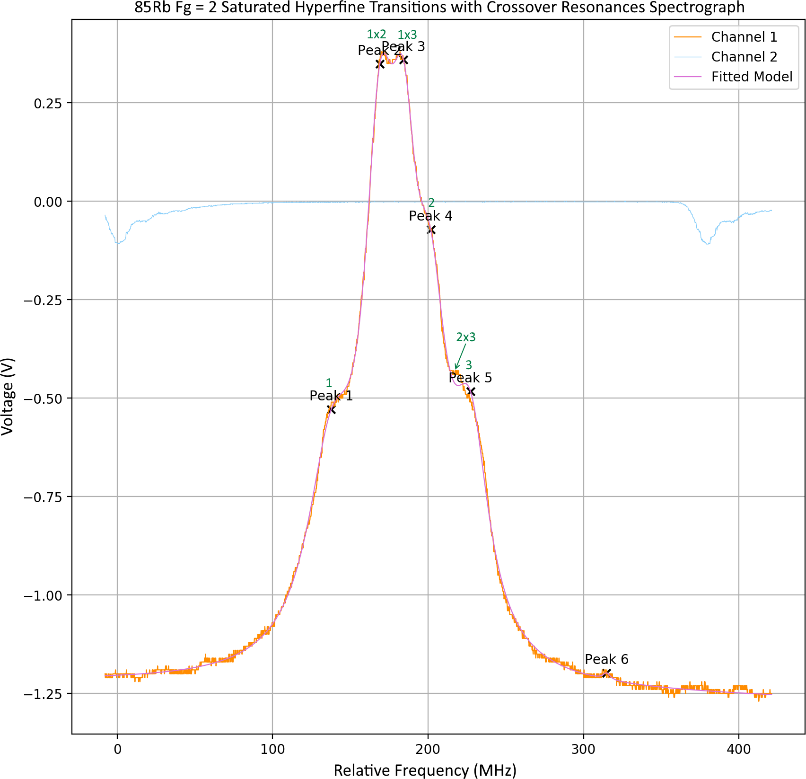 85Rb Fg = 2 Saturated Hyperfine Transitions with Crossover Resonances Spectrograph
Channel 1
Channel 2
Fitted Model
1x2
1x3
Peak 2
Peak 3
2
Peak 4
2x3
3
Peak 5
1
Peak 1
Peak 6
0.25
0.00
−0.25
−0.50
−0.75
−1.00
−1.25
Voltage (V)
0
100
200
300
400
Relative Frequency (MHz)